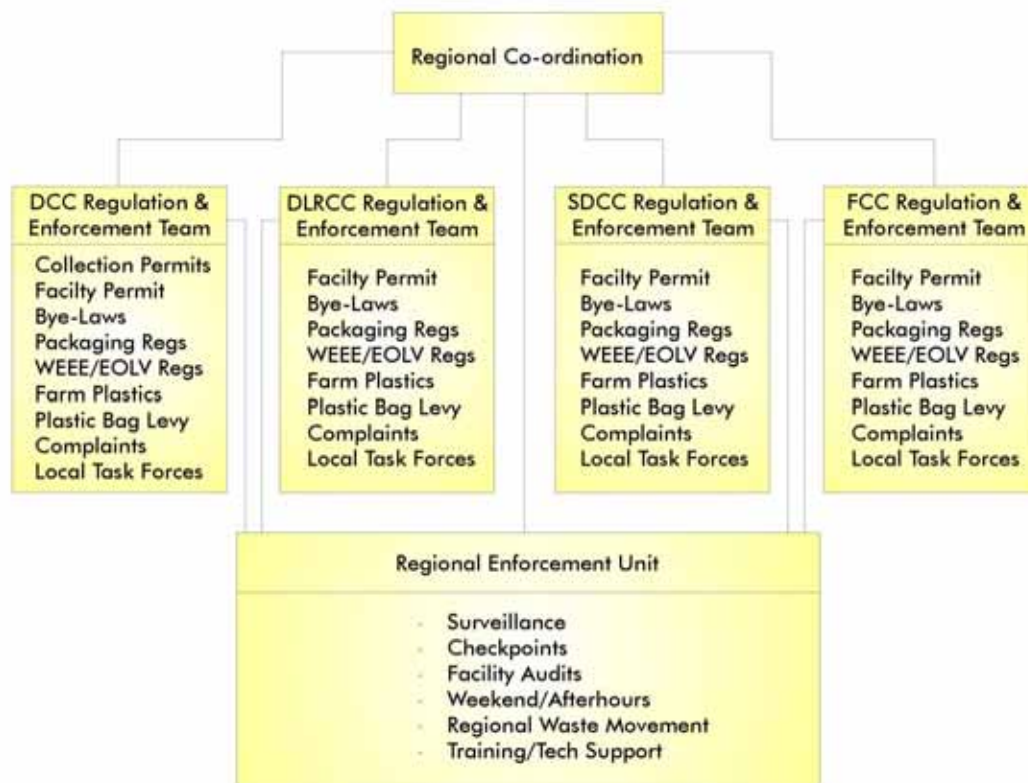 Regional Co-ordination
DCC Regulation &
Enforcement Team
Collection Permits
Facilty Permit
Bye-Laws
Packaging Regs
WEEE/EOLV Regs
Farm Plastics
Plastic Bag Levy
Complaints
Local Task Forces
DLRCC Regulation &
Enforcement Team
Facilty Permit
Bye-Laws
Packaging Regs
WEEE/EOLV Regs
Farm Plastics
Plastic Bag Levy
Complaints
Local Task Forces
SDCC Regulation &
Enforcement Team
Facilty Permit
Bye-Laws
Packaging Regs
WEEE/EOLV Regs
Farm Plastics
Plastic Bag Levy
Complaints
Local Task Forces
FCC Regulation &
Enforcement Team
Facilty Permit
Bye-Laws
Packaging Regs
WEEE/EOLV Regs
Farm Plastics
Plastic Bag Levy
Complaints
Local Task Forces
Regional Enforcement Unit
- Surveillance
- Checkpoints
- Facility Audits
- Weekend/Afterhours
- Regional Waste Movement
- Training/Tech Support